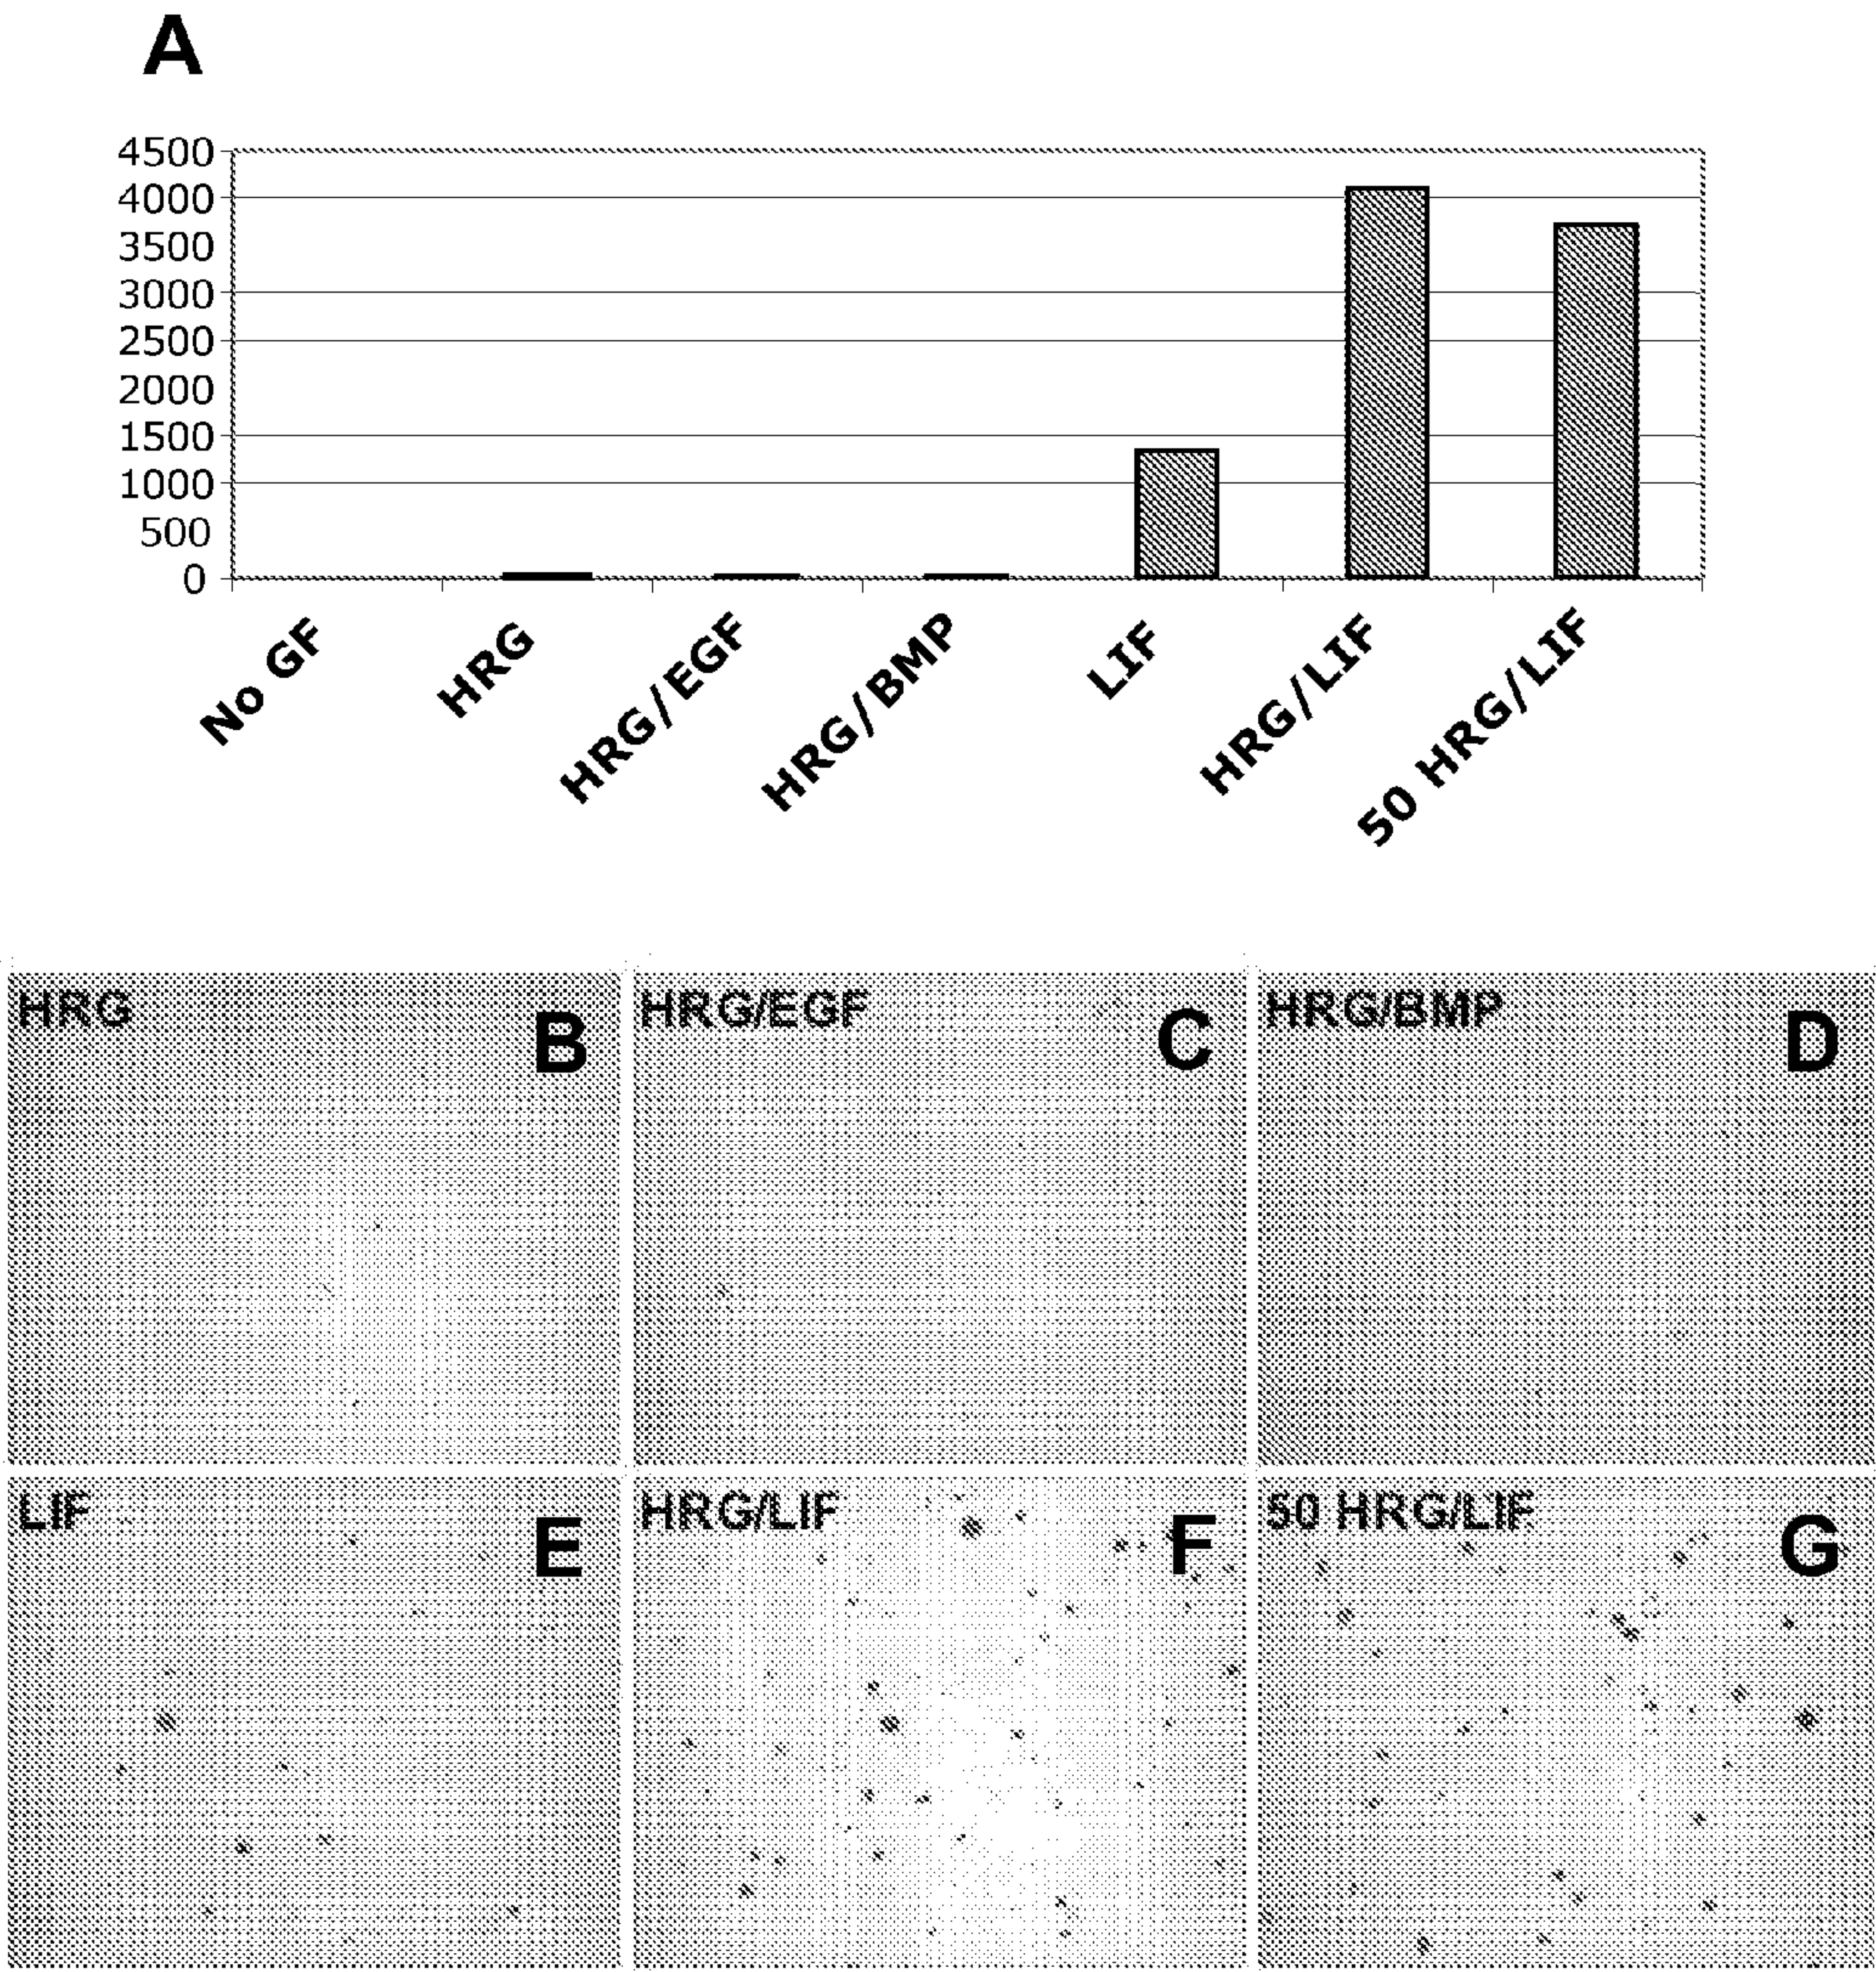 A
4500
4000
3500
3000
2500
2000
1500
1000
500
0
No GF
HRG
HRG/EGF
HRG/BMP
LIF
HRG/LIF
50 HRG/LIF
HRG B
HRG/EGF C
HRG/BMP D
LIF E
HRG/LIF F
50 HRG/LIF G